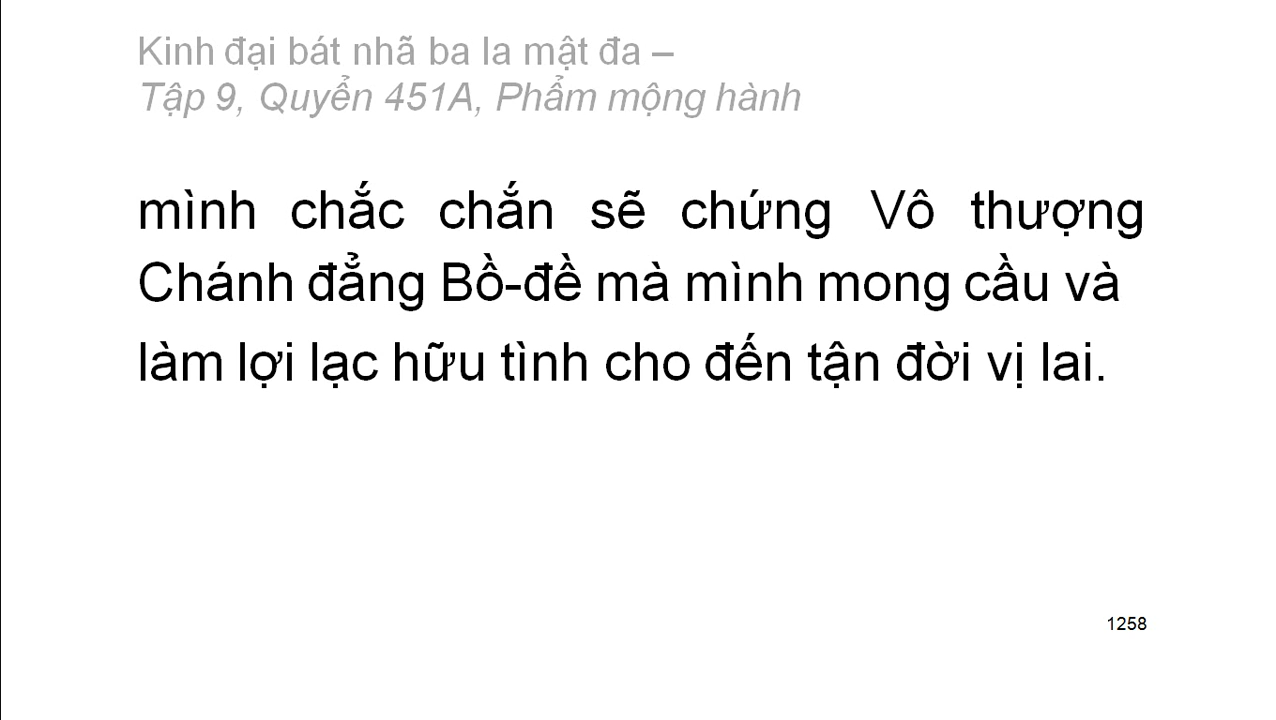 Kinh đại bát nhã ba la mật đa –
Tập 9, Quyển 451A, Phẩm mộng hành
mình chắc chắn sẽ chứng Vô thượng
Chánh đẳng Bồ-đề mà mình mong cầu và
làm lợi lạc hữu tình cho đến tận đời vị lai.
1258